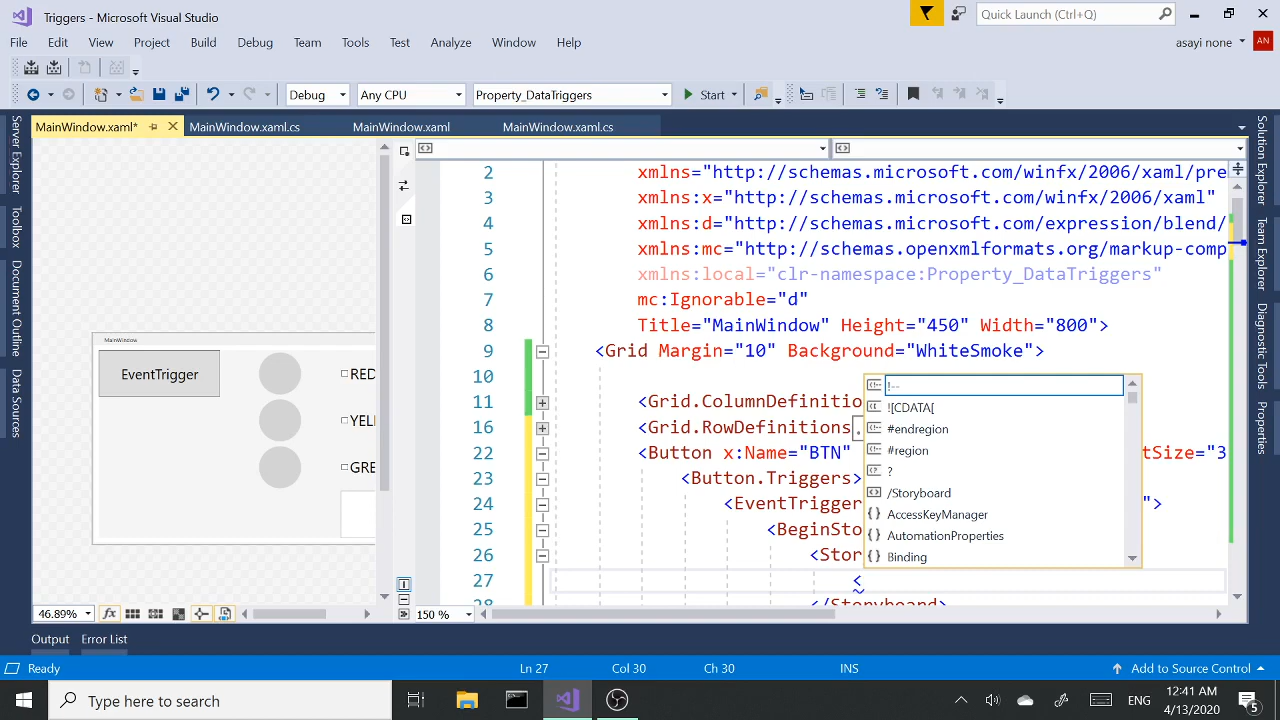 Triggers - Microsoft Visual Studio
Quick Launch (Ctrl+Q)
File Edit View Project Build Debug Team Tools Test Analyze Window Help
asayi none AN
Debug Any CPU Property_DataTriggers Start
MainWindow.xaml* MainWindow.xaml.cs MainWindow.xaml MainWindow.xaml.cs
Server Explorer
Toolbox
Document Outline
Data Sources
MainWindow
EventTrigger
RED
YEL
GRE
2 xmlns="http://schemas.microsoft.com/winfx/2006/xaml/pre
3 xmlns:x="http://schemas.microsoft.com/winfx/2006/xaml"
4 xmlns:d="http://schemas.microsoft.com/expression/blend/
5 xmlns:mc="http://schemas.openxmlformats.org/markup-comp
6 xmlns:local="clr-namespace:Property_DataTriggers"
7 mc:Ignorable="d"
8 Title="MainWindow" Height="450" Width="800">
9 <Grid Margin="10" Background="WhiteSmoke">
10
11 <Grid.ColumnDefinitio
16 <Grid.RowDefinitions.
22 <Button x:Name="BTN" tSize="3
23 <Button.Triggers>
24 <EventTrigger ">
25 <BeginSto
26 <Stor
27 <
28 </Storyboard>
!--
![CDATA[
#endregion
#region
?
/Storyboard
AccessKeyManager
AutomationProperties
Binding
Solution Explorer
Team Explorer
Diagnostic Tools
Properties
46.89% fx
150 %
Output Error List
Ready Ln 27 Col 30 Ch 30 INS Add to Source Control
Type here to search
ENG
12:41 AM
4/13/2020
5